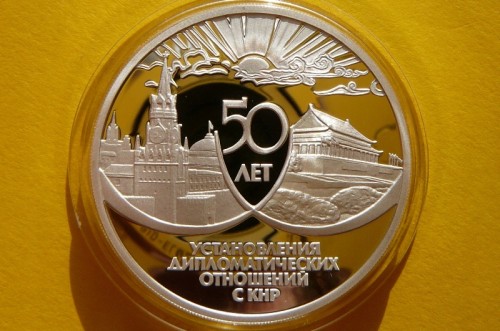 50
ЛЕТ
УСТАНОВЛЕНИЯ
ДИПЛОМАТИЧЕСКИХ
ОТНОШЕНИЙ
С КНР